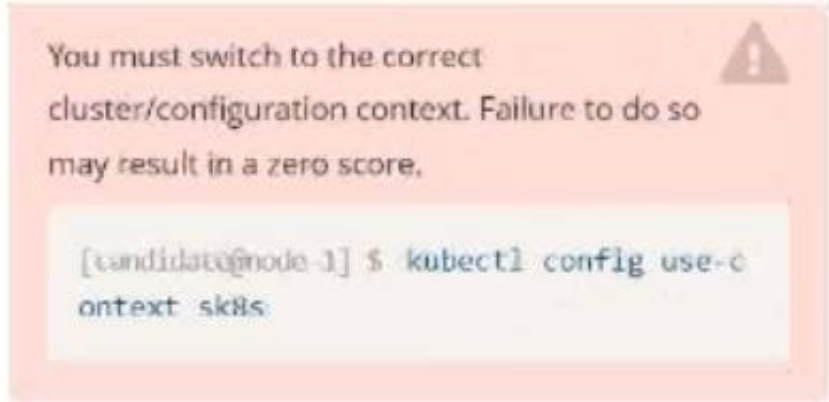 You must switch to the correct
cluster/configuration context. Failure to do so
may result in a zero score.
[candidate@node-1] $ kubectl config use-c
ontext sk8s